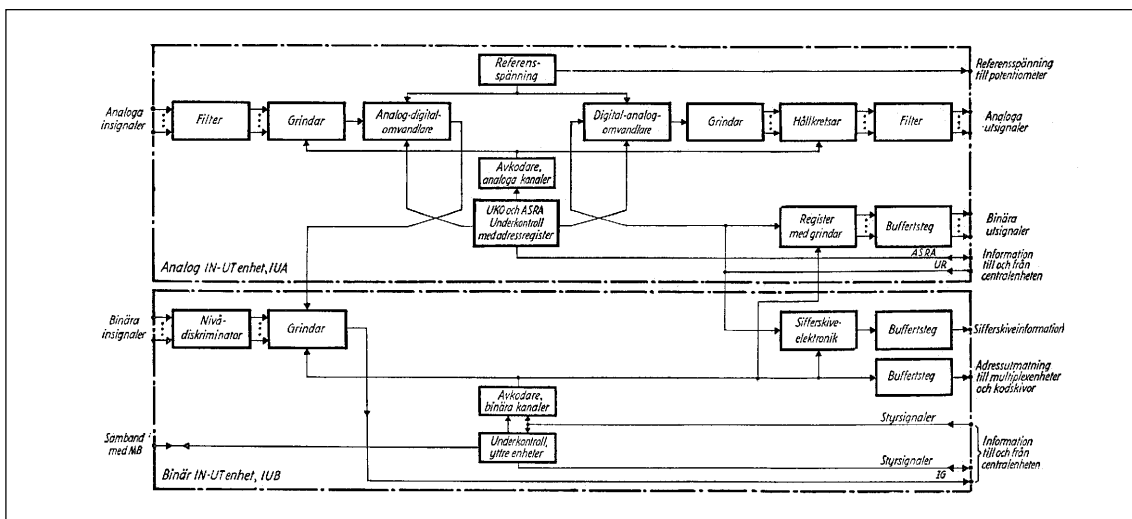 Referens-
spänning
Referensspänning
till potentiometer
Analoga
insignaler
Filter
Grindar
Analog-digital-
omvandlare
Digital-analog-
omvandlare
Grindar
Hållkretsar
Filter
Analoga
utsignaler
Avkodare,
analoga kanaler
UKO och ASRA
Underkontroll
med adressregister
Register
med grindar
Buffertsteg
Binära
utsignaler
ASRA
UR
Information
till och från
centralenheten
Analog IN-UT enhet, IUA
Binära
insignaler
Nivå-
diskriminator
Grindar
Sifferskive-
elektronik
Buffertsteg
Sifferskiveinformation
Buffertsteg
Adressutmatning
till multiplexenheter
och kodskivor
Avkodare,
binära kanaler
Styrsignaler
Samband
med MB
Underkontroll,
yttre enheter
Information
till och från
centralenheten
Styrsignaler
IG
Binär IN-UT enhet, IUB